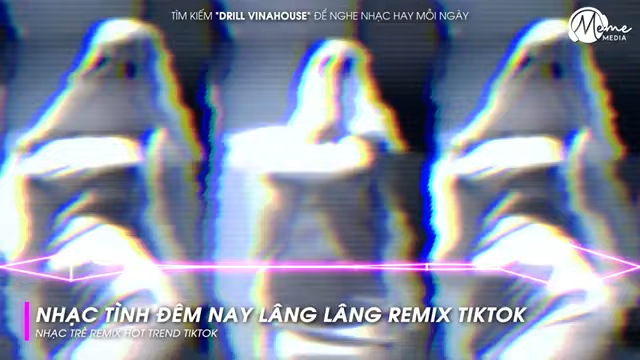 TÌM KIẾM "DRILL VINAHOUSE" ĐỂ NGHE NHẠC HAY MỖI NGÀY
Meme
MEDIA
NHẠC TÌNH ĐÊM NAY LÂNG LÂNG REMIX TIKTOK
NHẠC TRẺ REMIX HOT TREND TIKTOK